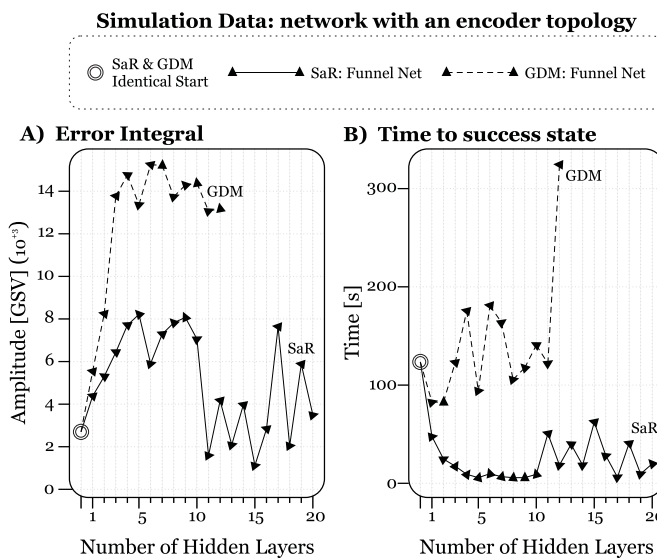 Simulation Data: network with an encoder topology
SaR & GDM
Identical Start
SaR: Funnel Net
GDM: Funnel Net
A) Error Integral
Amplitude [GSV] (10⁺³)
14
12
10
8
6
4
2
0
GDM
SaR
1 5 10 15 20
Number of Hidden Layers
B) Time to success state
Time [s]
300
200
100
0
GDM
SaR
1 5 10 15 20
Number of Hidden Layers